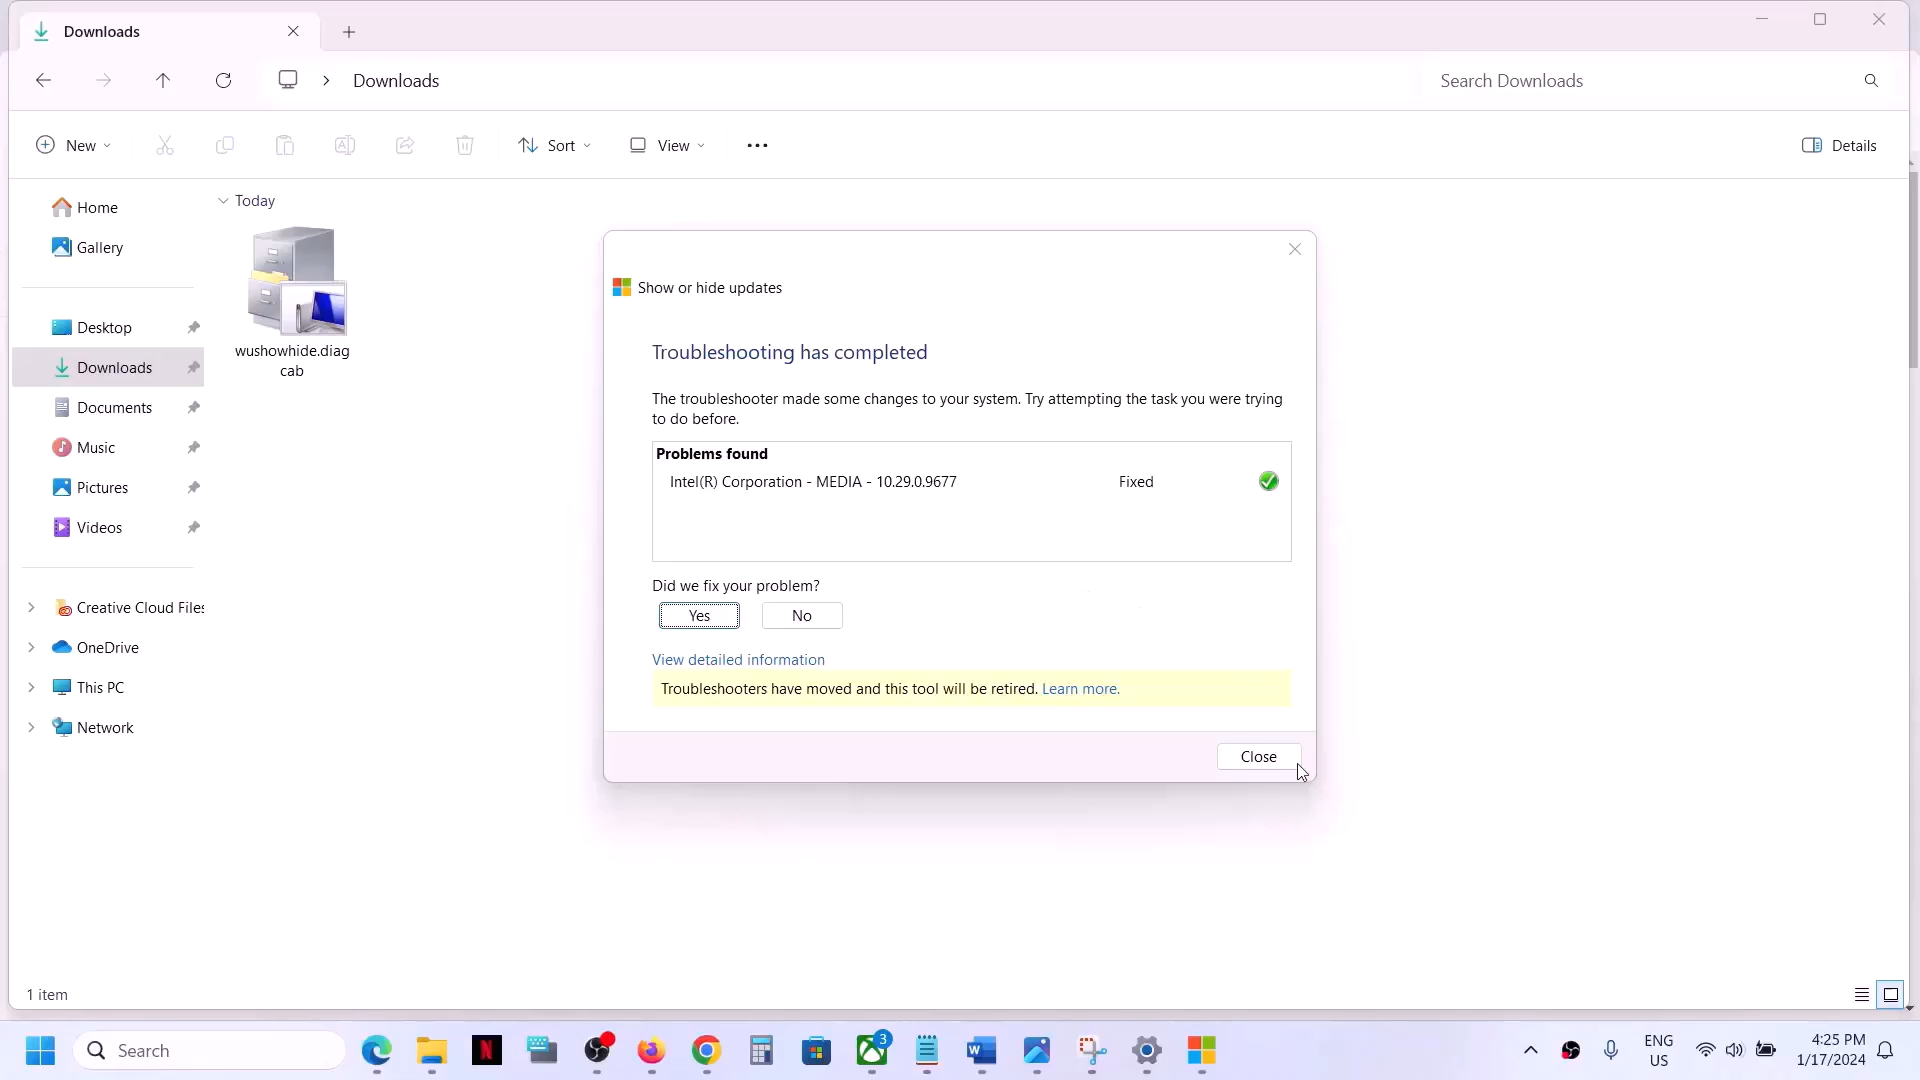 Downloads
Downloads
Search Downloads
New
Sort
View
Details
Home
Gallery
Desktop
Downloads
Documents
Music
Pictures
Videos
Creative Cloud Files
OneDrive
This PC
Network
Today
wushowhide.diag
cab
Show or hide updates
Troubleshooting has completed
The troubleshooter made some changes to your system. Try attempting the task you were trying
to do before.
Problems found
Intel(R) Corporation - MEDIA - 10.29.0.9677 Fixed
Did we fix your problem?
Yes No
View detailed information
Troubleshooters have moved and this tool will be retired. Learn more.
Close
1 item
Search
N
3
W
ENG
US
4:25 PM
1/17/2024